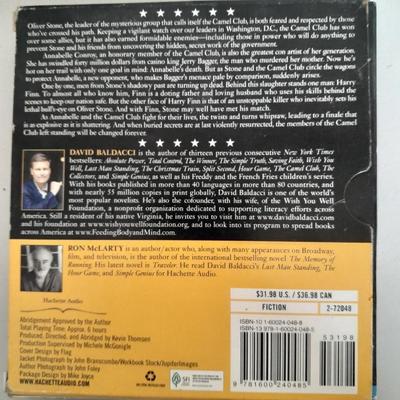 Oliver Stone, the leader of the mysterious group that calls itself the Camel Club, is both feared and respected by those
who've crossed his path. Keeping a vigilant watch over our leaders in Washington, D.C., the Camel Club has won
over some allies, but it has also earned formidable enemies—including those in power who will do anything to
prevent Stone and his friends from uncovering the hidden, secret work of the government.
Annabelle Conroy, an honorary member of the Camel Club, is also the greatest con artist of her generation.
She has swindled forty million dollars from casino king Jerry Bagger, the man who murdered her mother. Now he's
hot on her trail with only one goal in mind: Annabelle's death. But as Stone and the Camel Club circle the wagons
to protect Annabelle, a new opponent, who makes Bagger's menace pale by comparison, suddenly arises.
One by one, men from Stone's shadowy past are turning up dead. Behind this slaughter stands one man: Harry
Finn. To almost all who know him, Finn is a doting father and loving husband who uses his skills behind the
scenes to keep our nation safe. But the other face of Harry Finn is that of an unstoppable killer who inevitably sets his
lethal bull's-eye on Oliver Stone. And with Finn, Stone may well have met his match.
As Annabelle and the Camel Club fight for their lives, the twists and turns whipsaw, leading to a finale that
is as explosive as it is shattering. And when buried secrets are at last violently resurrected, the members of the Camel
Club left standing will be changed forever.
DAVID BALDACCI is the author of thirteen previous consecutive New York Times
bestsellers: Absolute Power, Total Control, The Winner, The Simple Truth, Saving Faith, Wish You
Well, Last Man Standing, The Christmas Train, Split Second, Hour Game, The Camel Club, The
Collectors, and Simple Genius, as well as his Freddy and the French Fries children's series.
With his books published in more than 40 languages in more than 80 countries, and
with nearly 55 million copies in print globally, David Baldacci is one of the world's
most popular novelists. He's also the cofounder, with his wife, of the Wish You Well
Foundation, a nonprofit organization dedicated to supporting literacy efforts across
America. Still a resident of his native Virginia, he invites you to visit him at www.davidbaldacci.com
and his foundation at www.wishyouwellfoundation.org, and to look into its program to spread books
across America at www.FeedingBodyandMind.com.
RON McLARTY is an author/actor who, along with many appearances on Broadway,
film, and television, is the author of the international bestselling novel The Memory of
Running. His latest novel is Traveler. He read David Baldacci's Last Man Standing, The
Hour Game, and Simple Genius for Hachette Audio.
Hachette Audio
Abridgement Approved by the Author
Total Playing Time: Approx. 6 hours
Produced, Directed, and Abridged by Kevin Thomsen
Production Supervised by Michele McGonigle
Cover Design by Flag
Jacket Photograph by John Branscombe/Workbook Stock/Jupiterimages
Author Photograph by John Foley
Package Design by Mike Joyce
WWW.HACHETTEAUDIO.COM
SFI
$31.98 U.S. / $36.98 CAN
FICTION 2-72048
ISBN-10 1-60024-048-8
ISBN-13 978-1-60024-048-5
53198
9 781600 240485